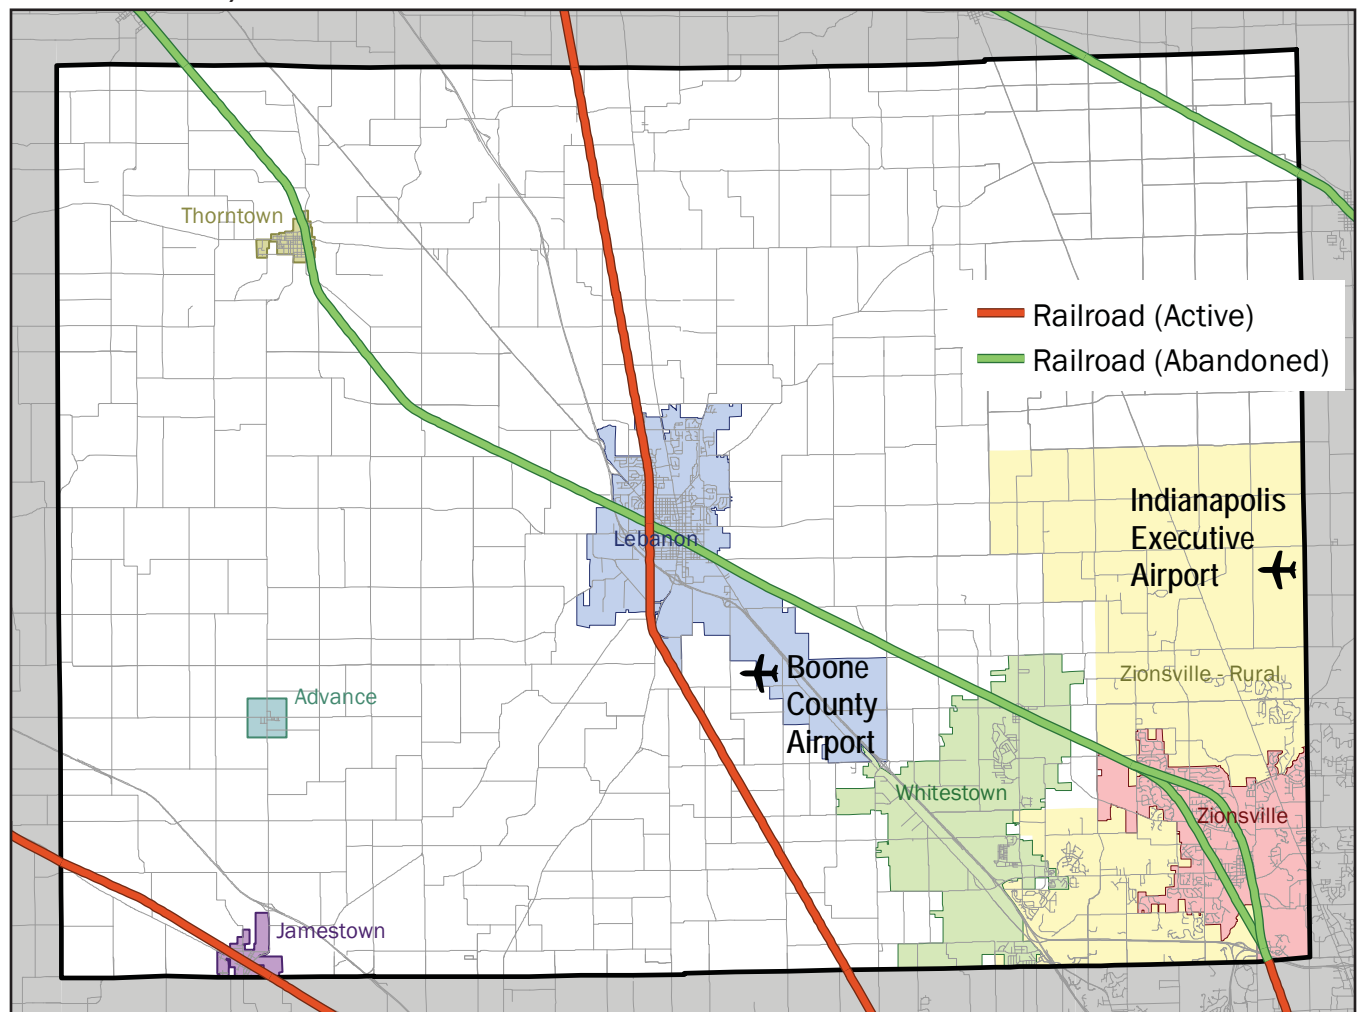 Thorntown
Railroad (Active)
Railroad (Abandoned)
Indianapolis
Executive
Airport
Lebanon
Boone
County
Airport
Zionsville - Rural
Advance
Whitestown
Zionsville
Jamestown